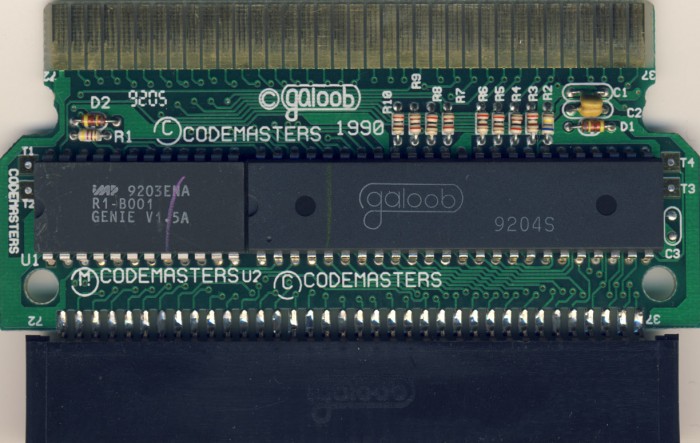 72
37
D2
9205
© galoob
R10
R9
R8
R7
R6
R5
R4
R3
R2
C1
C2
D1
R1
Ⓛ CODEMASTERS 1990
T1
T2
CODEMASTERS
T4
T3
IMP 9203ENA
R1-B001
GENIE V1.5A
galoob
9204S
C3
U1
Ⓜ CODEMASTERS U2 © CODEMASTERS
72
37
galoob